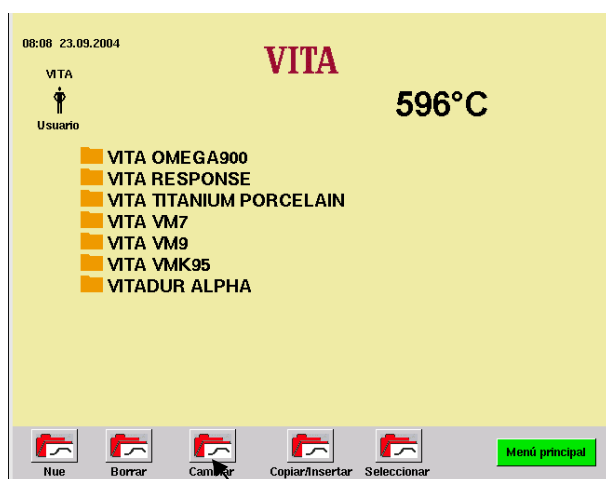 08:08 23.09.2004
VITA
VITA
596°C
Usuario
VITA OMEGA900
VITA RESPONSE
VITA TITANIUM PORCELAIN
VITA VM7
VITA VM9
VITA VMK95
VITADUR ALPHA
Nue Borrar Cambiar Copiar/Insertar Seleccionar Menú principal